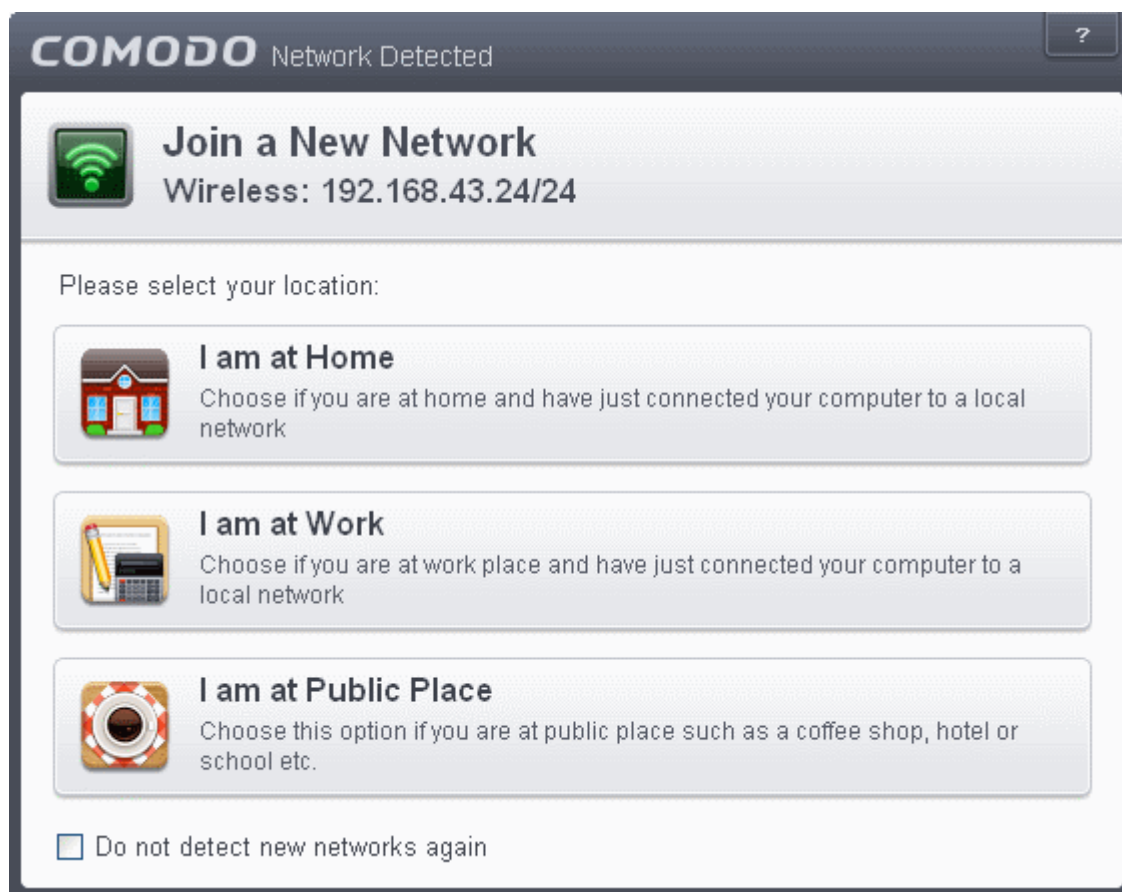 COMODO Network Detected
?
Join a New Network
Wireless: 192.168.43.24/24
Please select your location:
I am at Home
Choose if you are at home and have just connected your computer to a local
network
I am at Work
Choose if you are at work place and have just connected your computer to a
local network
I am at Public Place
Choose this option if you are at public place such as a coffee shop, hotel or
school etc.
Do not detect new networks again